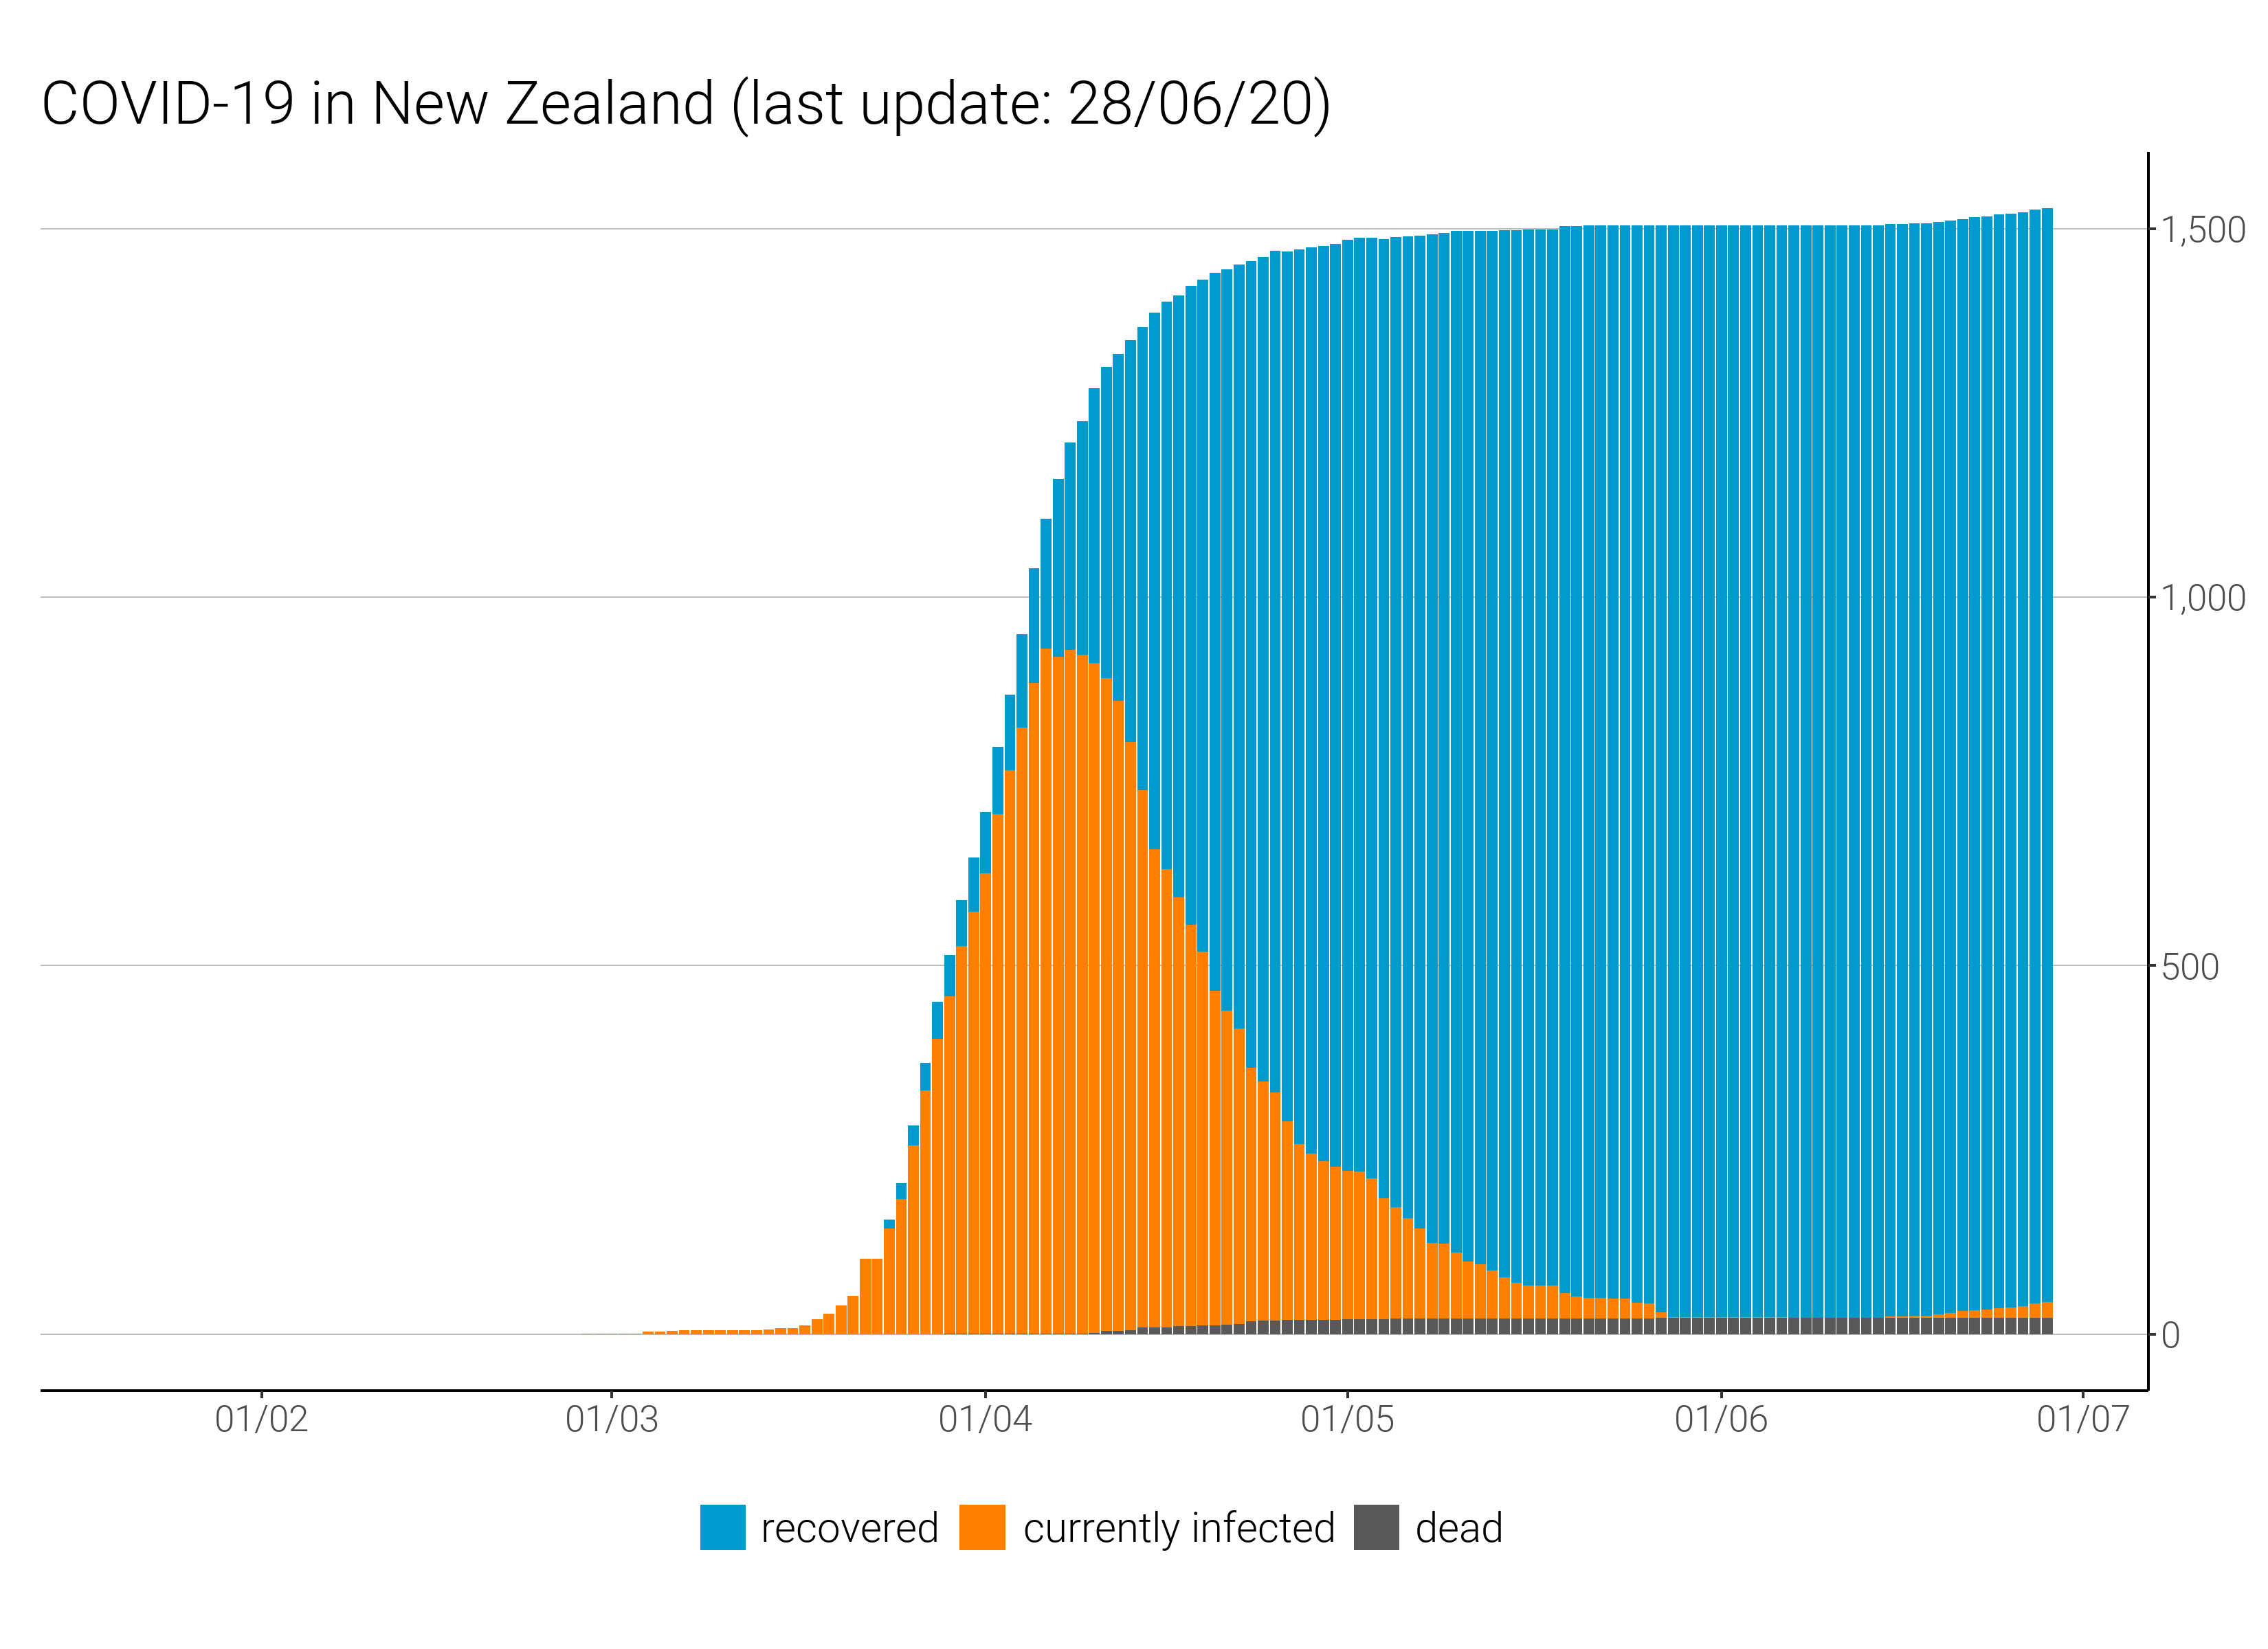 COVID-19 in New Zealand (last update: 28/06/20)
1,500
1,000
500
0
01/02 01/03 01/04 01/05 01/06 01/07
recovered currently infected dead